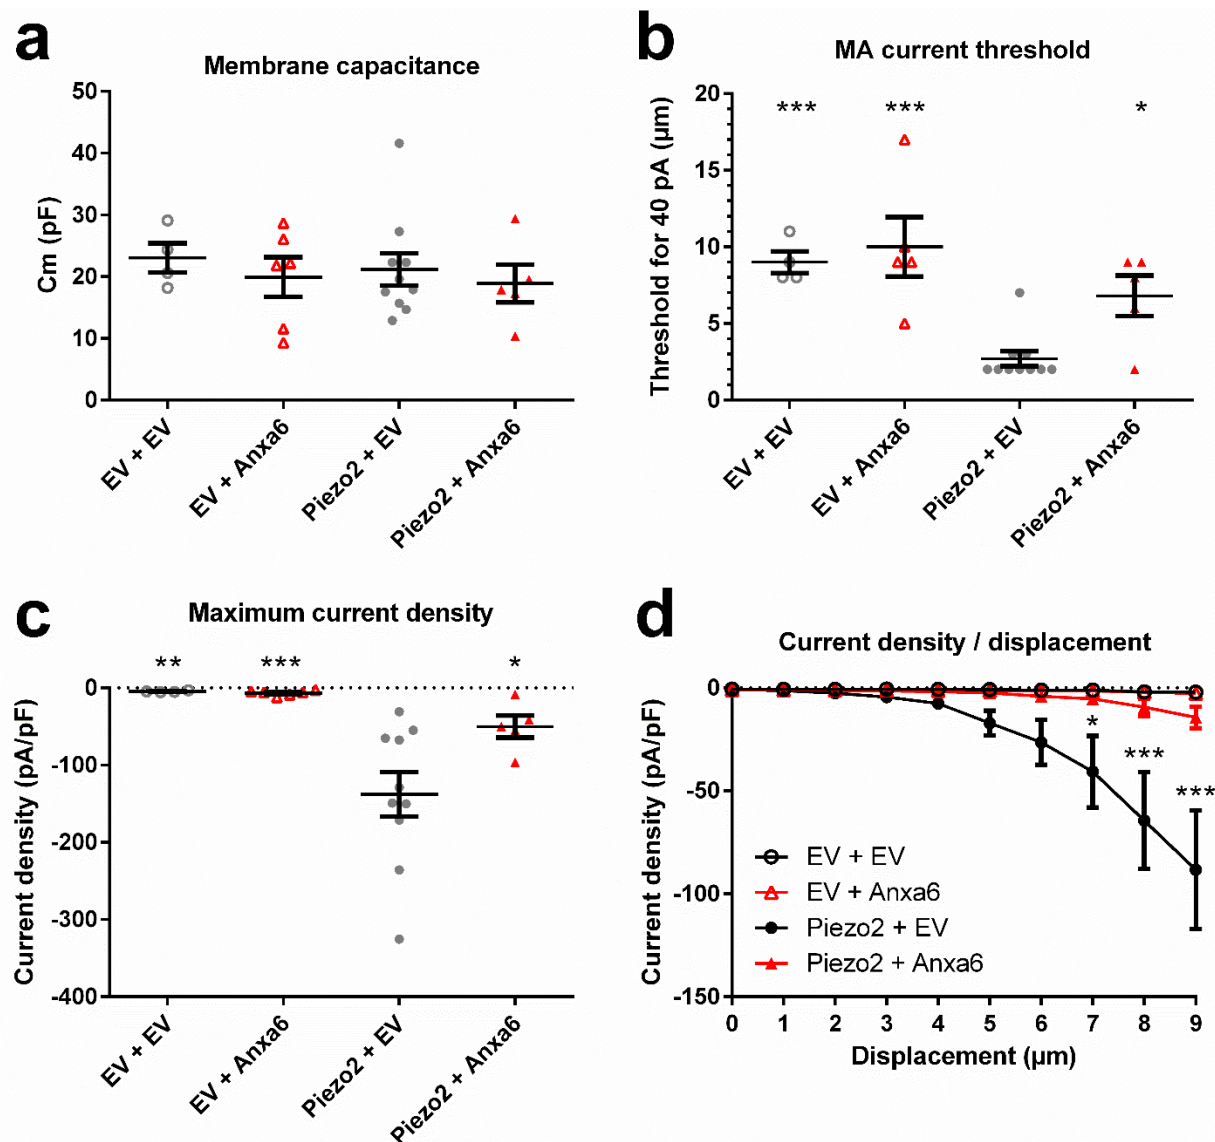 a
Membrane capacitance
Cm (pF)
50
40
30
20
10
0
EV + EV
EV + Anxa6
Piezo2 + EV
Piezo2 + Anxa6
b
MA current threshold
Threshold for 40 pA (µm)
20
15
10
5
0
***
***
*
EV + EV
EV + Anxa6
Piezo2 + EV
Piezo2 + Anxa6
c
Maximum current density
Current density (pA/pF)
0
-100
-200
-300
-400
**
***
*
EV + EV
EV + Anxa6
Piezo2 + EV
Piezo2 + Anxa6
d
Current density / displacement
Current density (pA/pF)
0
-50
-100
-150
*
***
***
EV + EV
EV + Anxa6
Piezo2 + EV
Piezo2 + Anxa6
0 1 2 3 4 5 6 7 8 9
Displacement (µm)